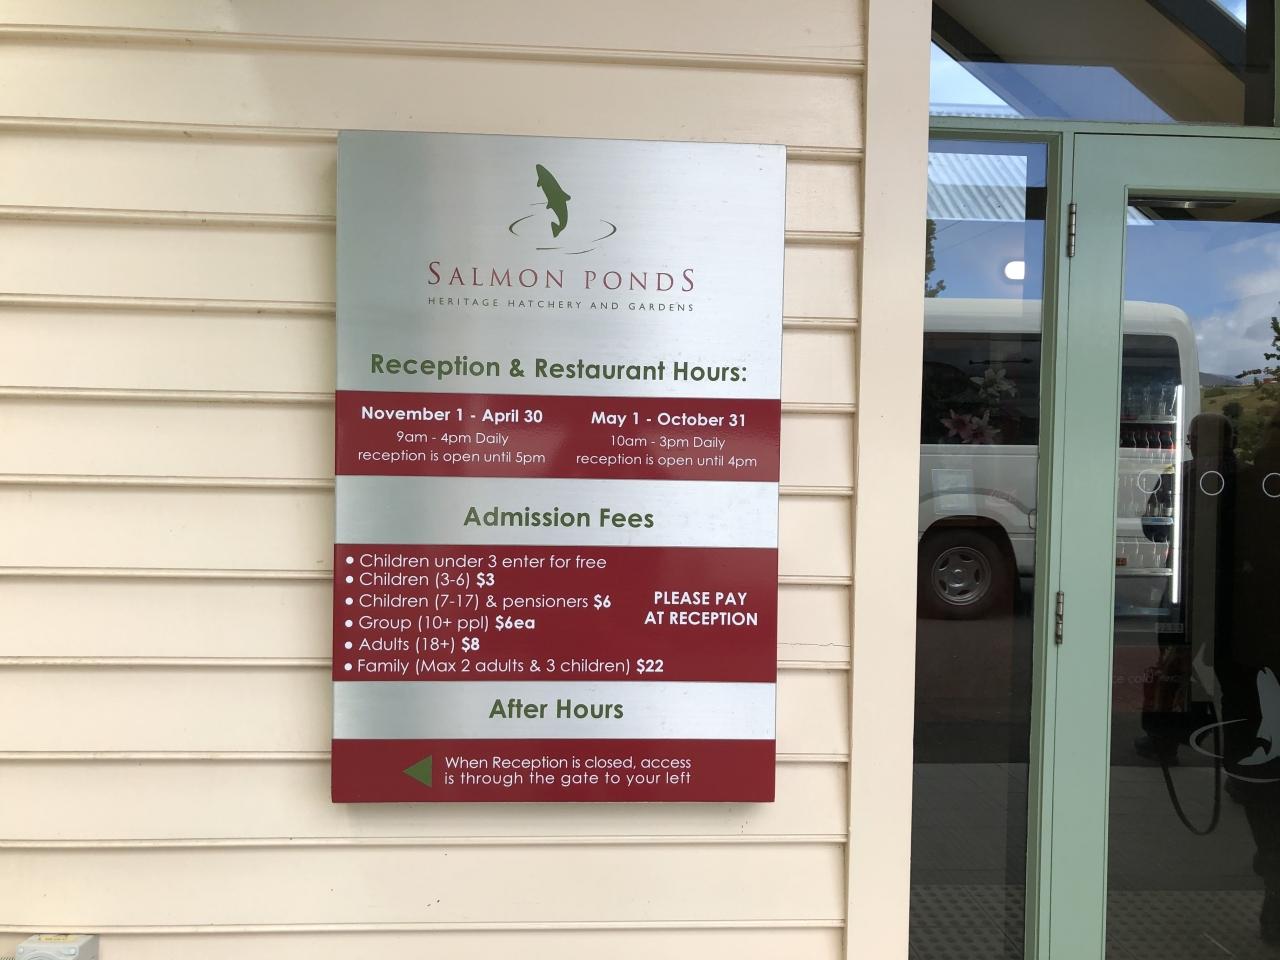 SALMON PONDS
HERITAGE HATCHERY AND GARDENS
Reception & Restaurant Hours:
November 1 - April 30
9am - 4pm Daily
reception is open until 5pm
May 1 - October 31
10am - 3pm Daily
reception is open until 4pm
Admission Fees
• Children under 3 enter for free
• Children (3-6) $3
• Children (7-17) & pensioners $6
• Group (10+ ppl) $6ea
• Adults (18+) $8
• Family (Max 2 adults & 3 children) $22
PLEASE PAY
AT RECEPTION
After Hours
When Reception is closed, access
is through the gate to your left